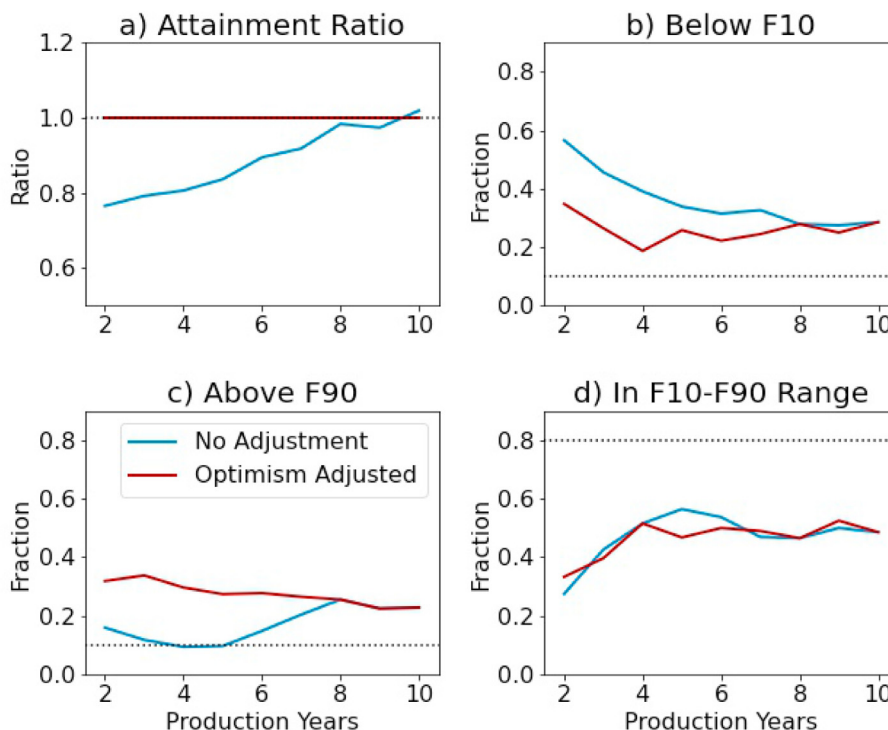 a) Attainment Ratio
1.2
1.0
0.8
0.6
Ratio
2 4 6 8 10
b) Below F10
0.8
0.6
0.4
0.2
0.0
Fraction
2 4 6 8 10
c) Above F90
0.8
0.6
0.4
0.2
0.0
Fraction
No Adjustment
Optimism Adjusted
2 4 6 8 10
Production Years
d) In F10-F90 Range
0.8
0.6
0.4
0.2
0.0
Fraction
2 4 6 8 10
Production Years